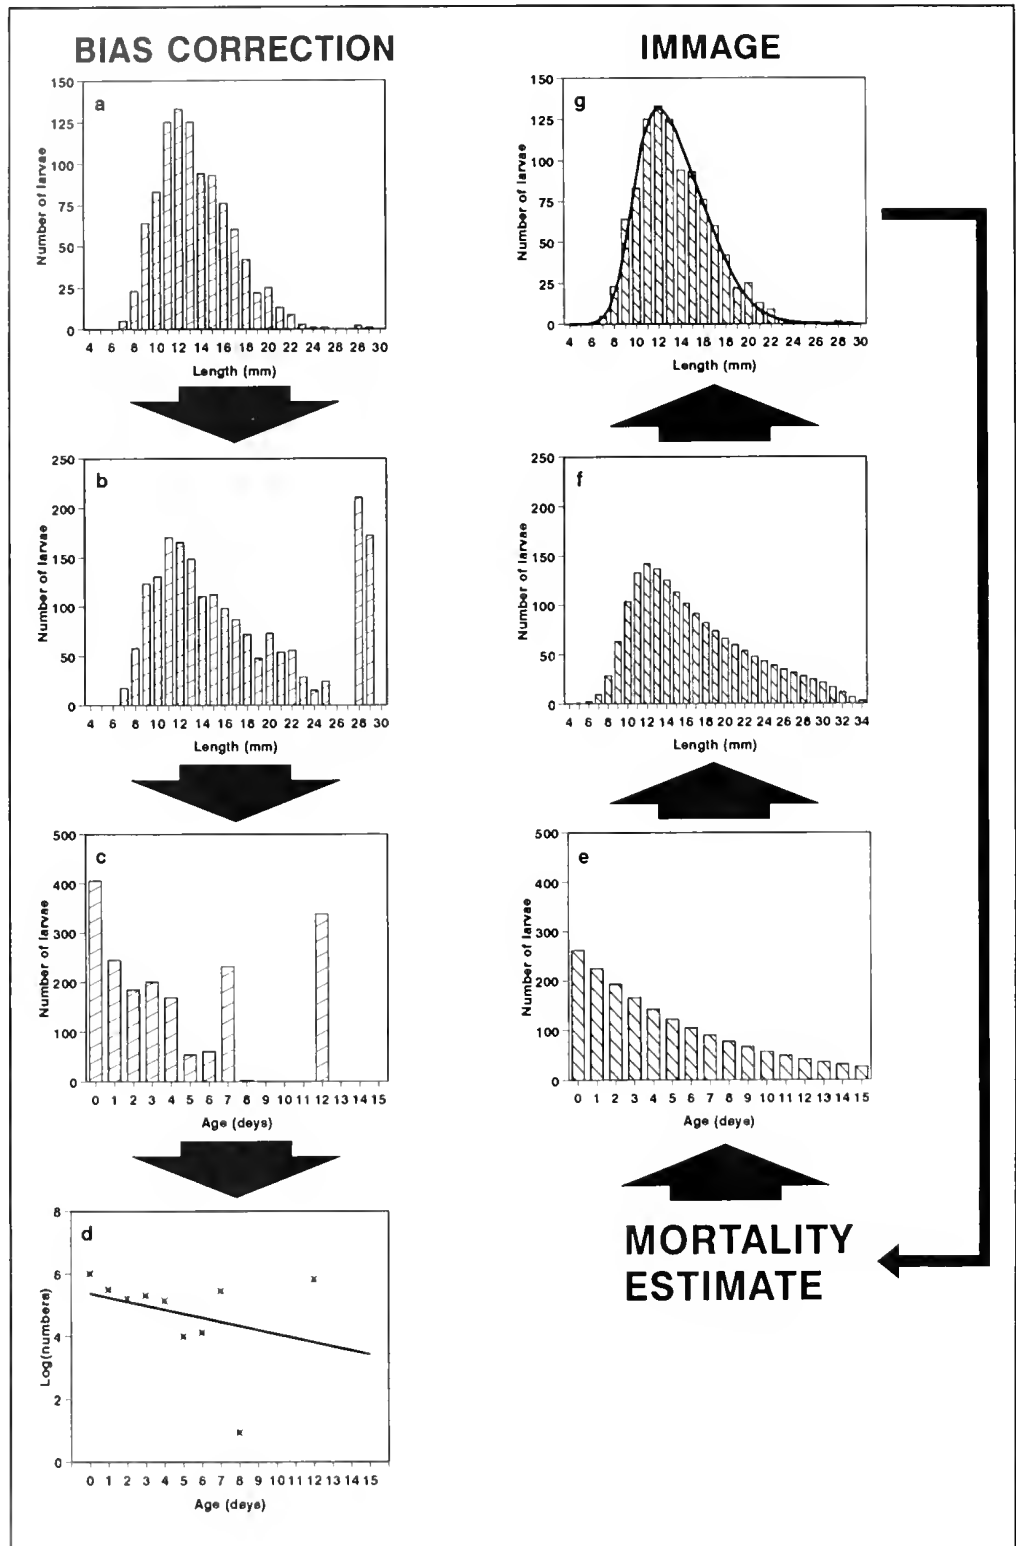 BIAS CORRECTION
a
150
125
100
75
50
25
0
Number of larvae
4 6 8 10 12 14 16 18 20 22 24 26 28 30
Length (mm)
b
250
200
150
100
50
0
Number of larvae
4 6 8 10 12 14 16 18 20 22 24 26 28 30
Length (mm)
c
500
400
300
200
100
0
Number of larvae
0 1 2 3 4 5 6 7 8 9 10 11 12 13 14 15
Age (days)
d
8
6
4
2
0
Log(numbers)
0 1 2 3 4 5 6 7 8 9 10 11 12 13 14 15
Age (days)
IMMAGE
g
150
125
100
75
50
25
0
Number of larvae
4 6 8 10 12 14 16 18 20 22 24 26 28 30
Length (mm)
f
250
200
150
100
50
0
Number of larvae
4 6 8 10 12 14 16 18 20 22 24 26 28 30 32 34
Length (mm)
e
500
400
300
200
100
0
Number of larvae
0 1 2 3 4 5 6 7 8 9 10 11 12 13 14 15
Age (days)
MORTALITY
ESTIMATE